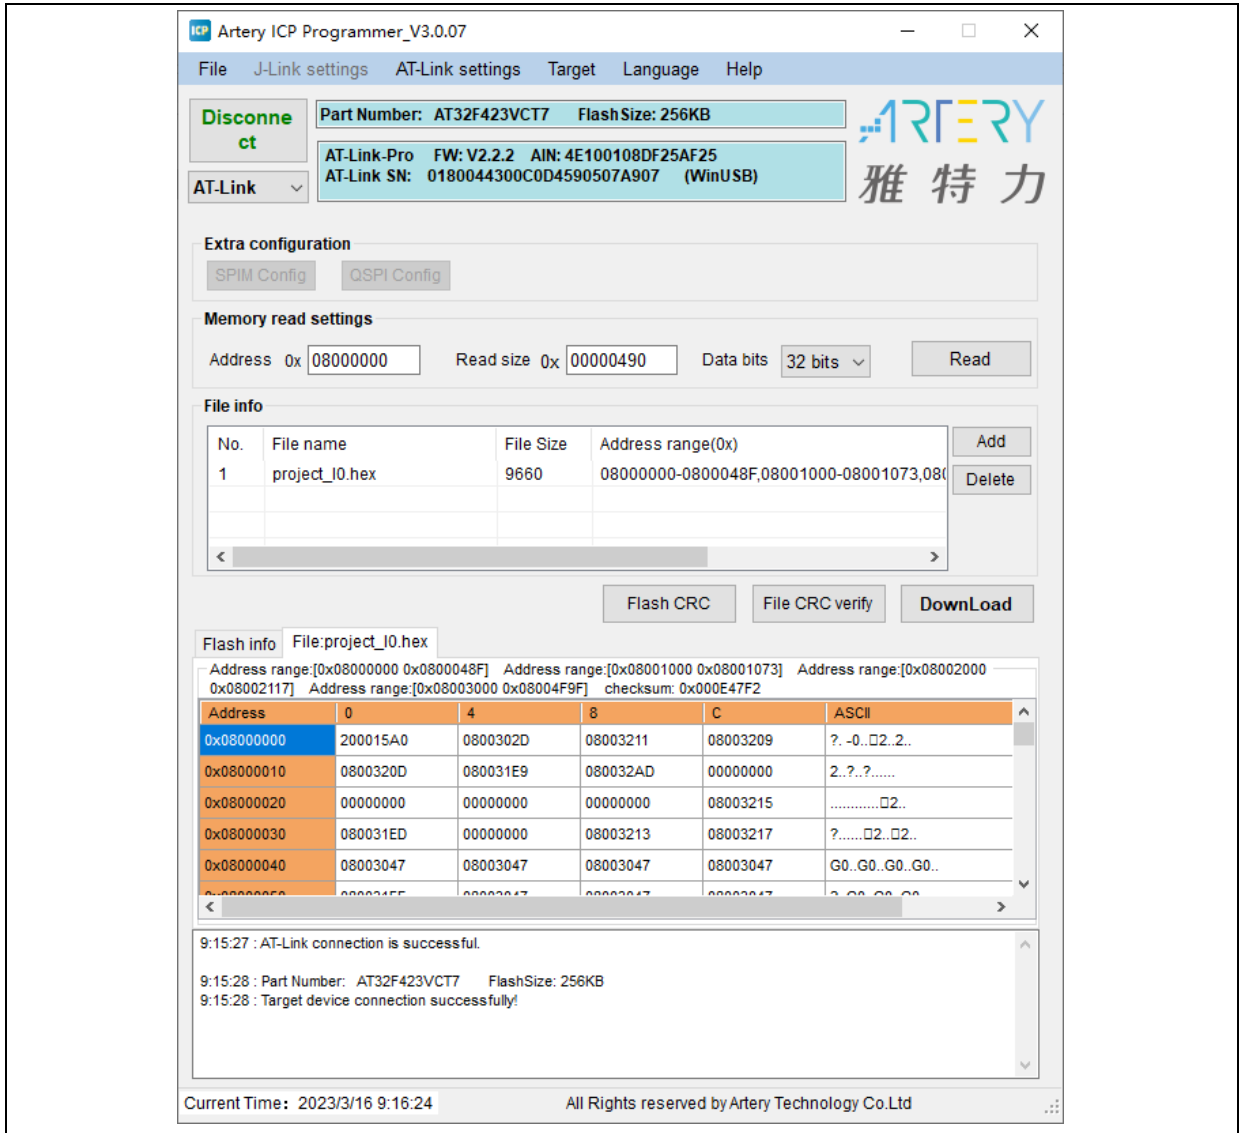 ICP Artery ICP Programmer_V3.0.07
File J-Link settings AT-Link settings Target Language Help
Disconne
ct
Part Number: AT32F423VCT7 FlashSize: 256KB
AT-Link-Pro FW: V2.2.2 AIN: 4E100108DF25AF25
AT-Link SN: 0180044300C0D4590507A907 (WinUSB)
AT-Link
ARTERY
雅特力
Extra configuration
SPIM Config QSPI Config
Memory read settings
Address 0x 08000000 Read size 0x 00000490 Data bits 32 bits Read
File info
No. File name File Size Address range(0x)
1 project_l0.hex 9660 08000000-0800048F,08001000-08001073,080
Add
Delete
Flash CRC File CRC verify DownLoad
Flash info File:project_l0.hex
Address range:[0x08000000 0x0800048F] Address range:[0x08001000 0x08001073] Address range:[0x08002000
0x08002117] Address range:[0x08003000 0x08004F9F] checksum: 0x000E47F2
Address 0 4 8 C ASCII
0x08000000 200015A0 0800302D 08003211 08003209 ?. -0..□2..2..
0x08000010 0800320D 080031E9 080032AD 00000000 2..?..?......
0x08000020 00000000 00000000 00000000 08003215 ............□2..
0x08000030 080031ED 00000000 08003213 08003217 ?......□2..□2..
0x08000040 08003047 08003047 08003047 08003047 G0..G0..G0..G0..
9:15:27 : AT-Link connection is successful.
9:15:28 : Part Number: AT32F423VCT7 FlashSize: 256KB
9:15:28 : Target device connection successfully!
Current Time: 2023/3/16 9:16:24 All Rights reserved by Artery Technology Co.Ltd